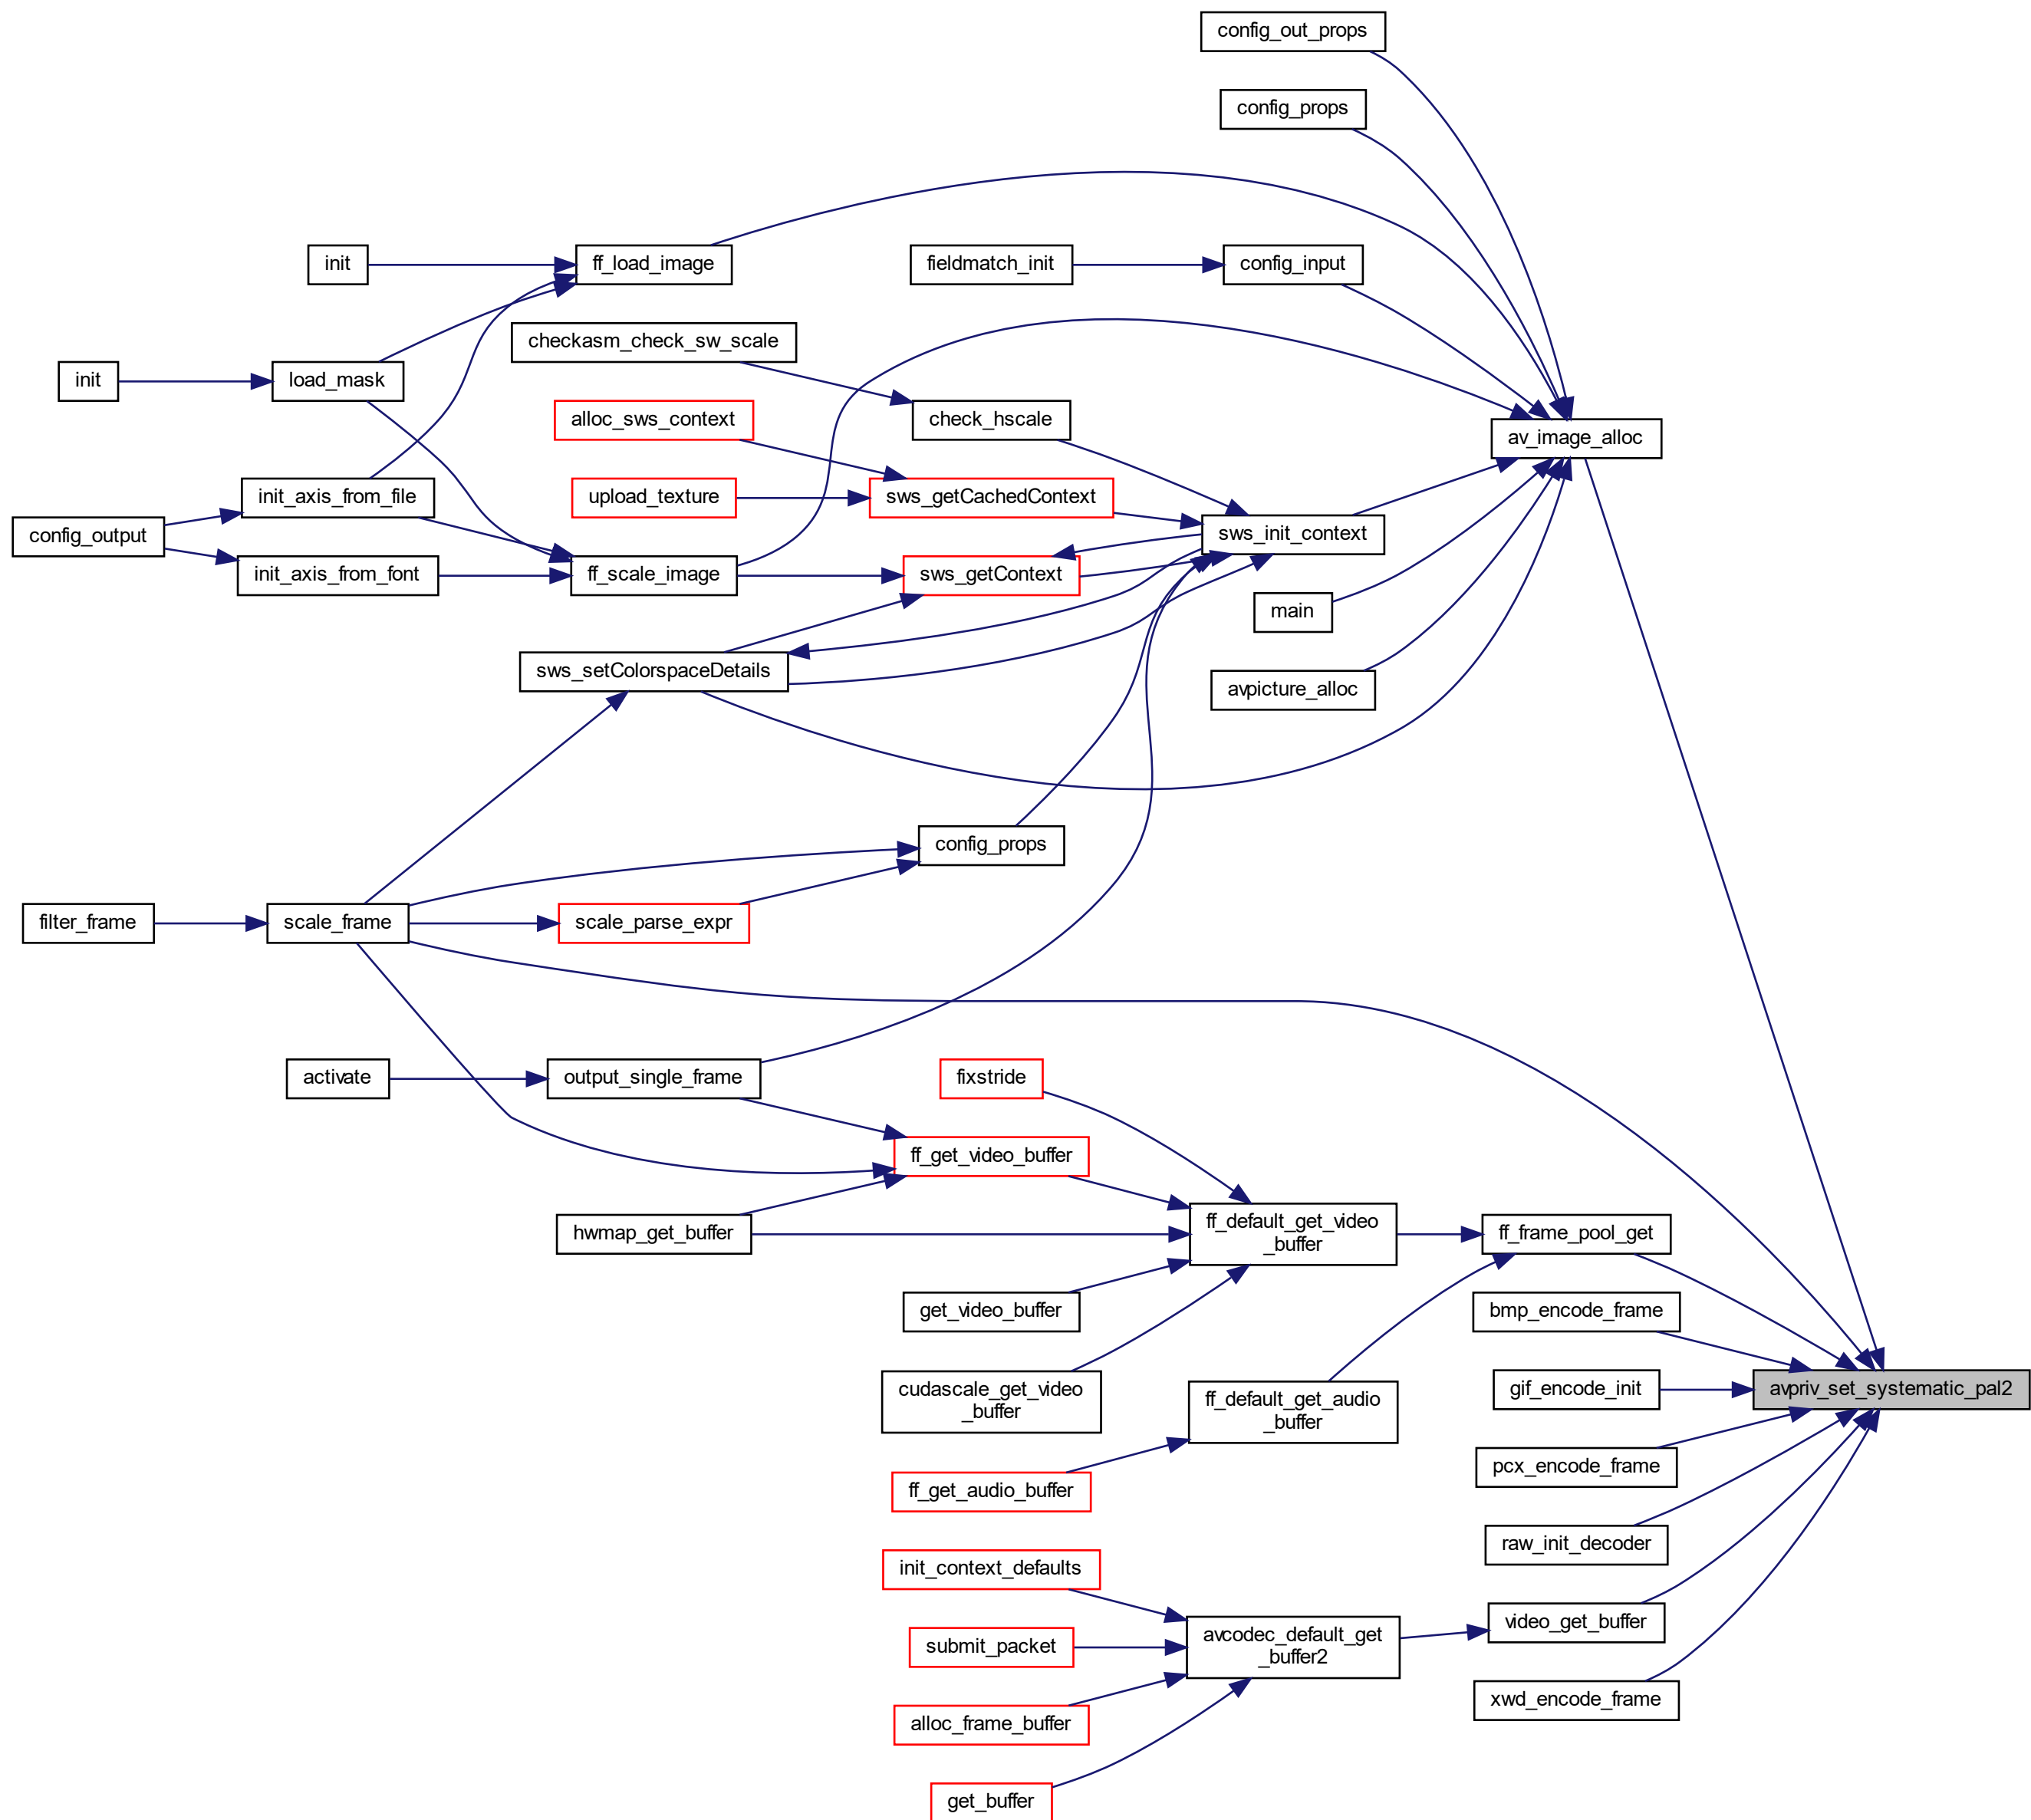 config_out_props
config_props
ff_load_image
init
fieldmatch_init
config_input
checkasm_check_sw_scale
init
load_mask
alloc_sws_context
check_hscale
av_image_alloc
init_axis_from_file
upload_texture
sws_getCachedContext
config_output
sws_init_context
init_axis_from_font
ff_scale_image
sws_getContext
main
sws_setColorspaceDetails
avpicture_alloc
config_props
filter_frame
scale_frame
scale_parse_expr
activate
output_single_frame
fixstride
ff_get_video_buffer
hwmap_get_buffer
ff_default_get_video
_buffer
ff_frame_pool_get
get_video_buffer
bmp_encode_frame
cudascale_get_video
_buffer
ff_default_get_audio
_buffer
gif_encode_init
avpriv_set_systematic_pal2
pcx_encode_frame
ff_get_audio_buffer
raw_init_decoder
init_context_defaults
submit_packet
avcodec_default_get
_buffer2
video_get_buffer
alloc_frame_buffer
xwd_encode_frame
get_buffer